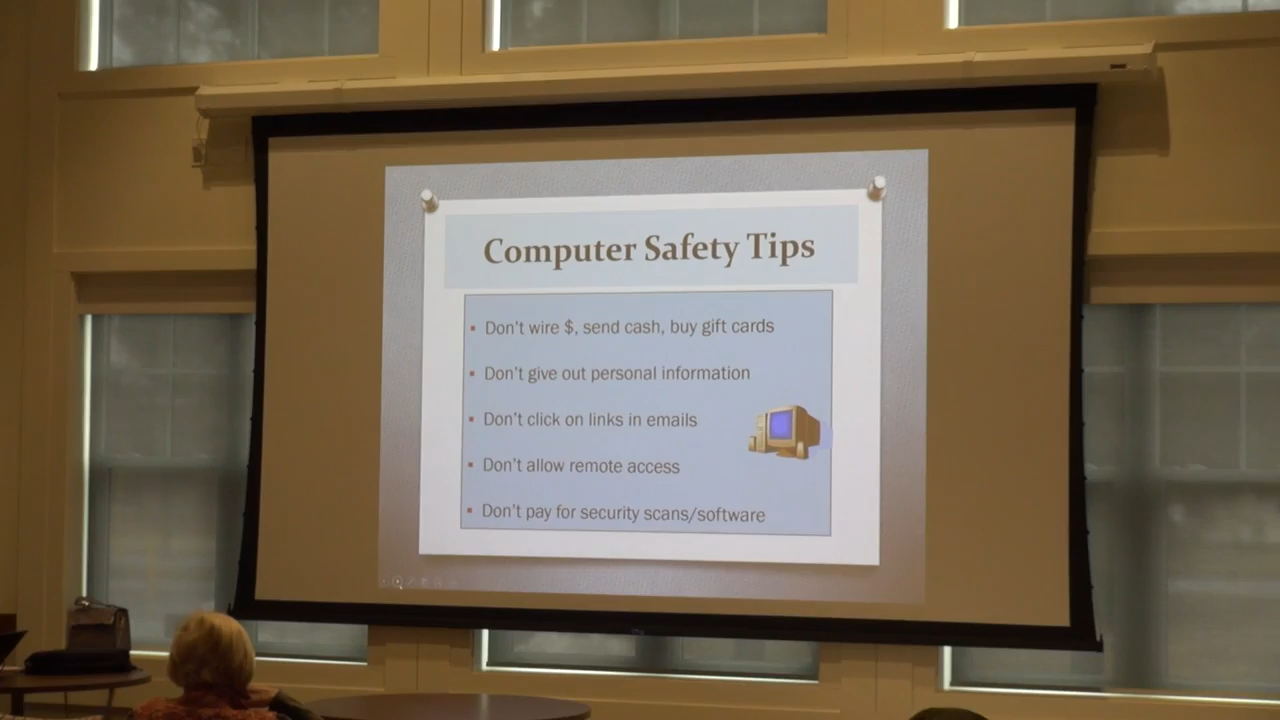 Computer Safety Tips
▪ Don't wire $, send cash, buy gift cards
▪ Don't give out personal information
▪ Don't click on links in emails
▪ Don't allow remote access
▪ Don't pay for security scans/software